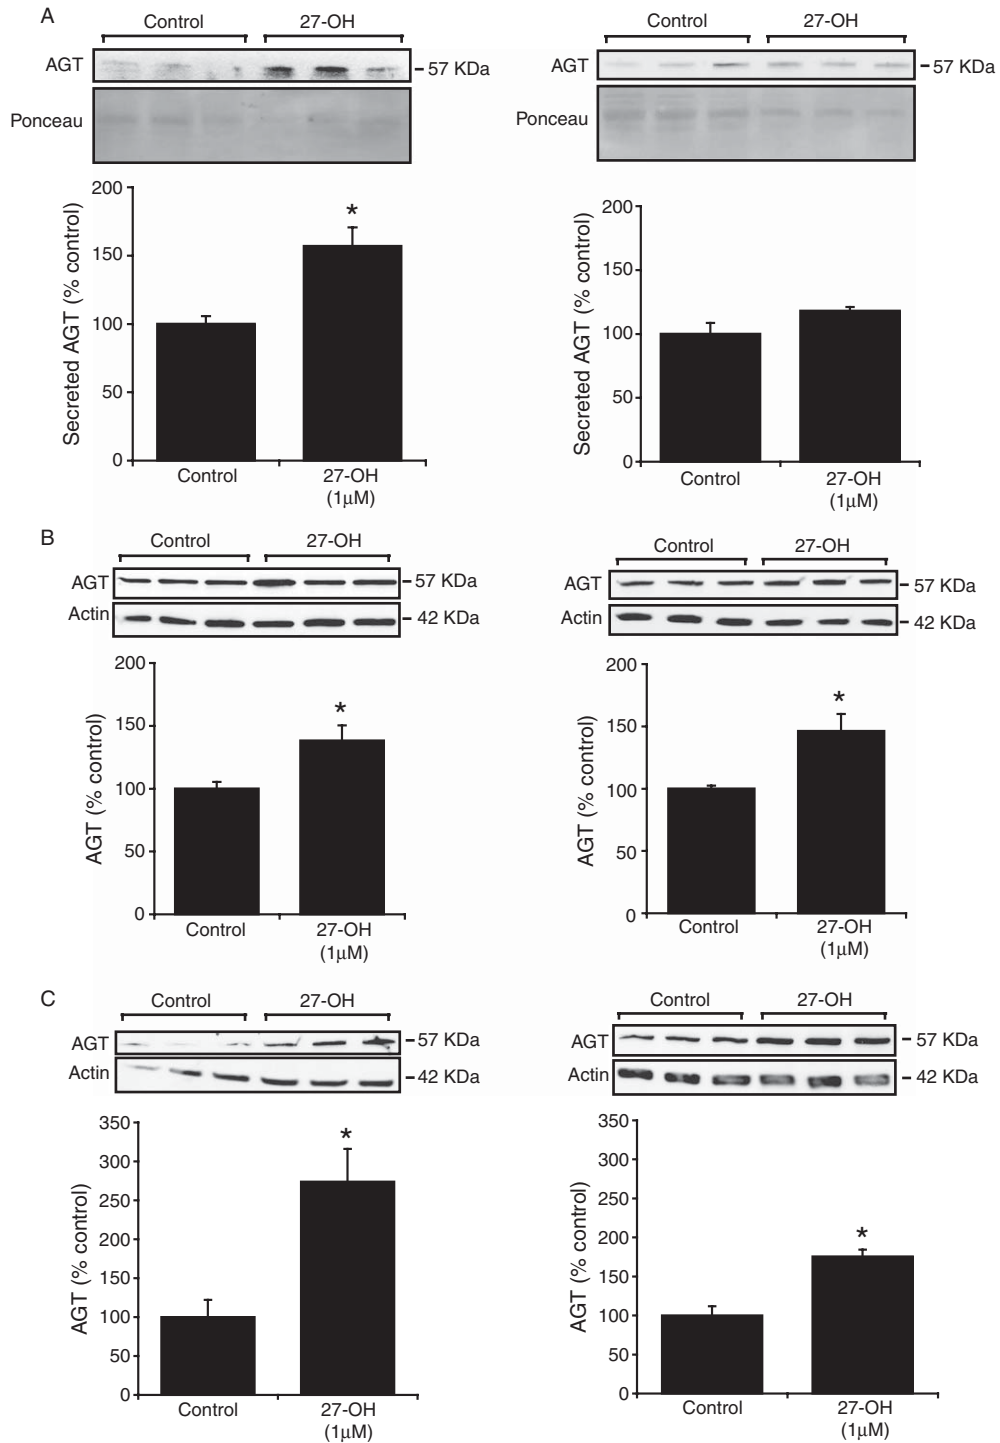 A
Control 27-OH
AGT 57 KDa
Ponceau
200
150
100
50
0
Secreted AGT (% control)
*
Control 27-OH
(1µM)
Control 27-OH
AGT 57 KDa
Ponceau
200
150
100
50
0
Secreted AGT (% control)
Control 27-OH
(1µM)
B
Control 27-OH
AGT 57 KDa
Actin 42 KDa
200
150
100
50
0
AGT (% control)
*
Control 27-OH
(1µM)
Control 27-OH
AGT 57 KDa
Actin 42 KDa
200
150
100
50
0
AGT (% control)
*
Control 27-OH
(1µM)
C
Control 27-OH
AGT 57 KDa
Actin 42 KDa
350
300
250
200
150
100
50
0
AGT (% control)
*
Control 27-OH
(1µM)
Control 27-OH
AGT 57 KDa
Actin 42 KDa
350
300
250
200
150
100
50
0
AGT (% control)
*
Control 27-OH
(1µM)